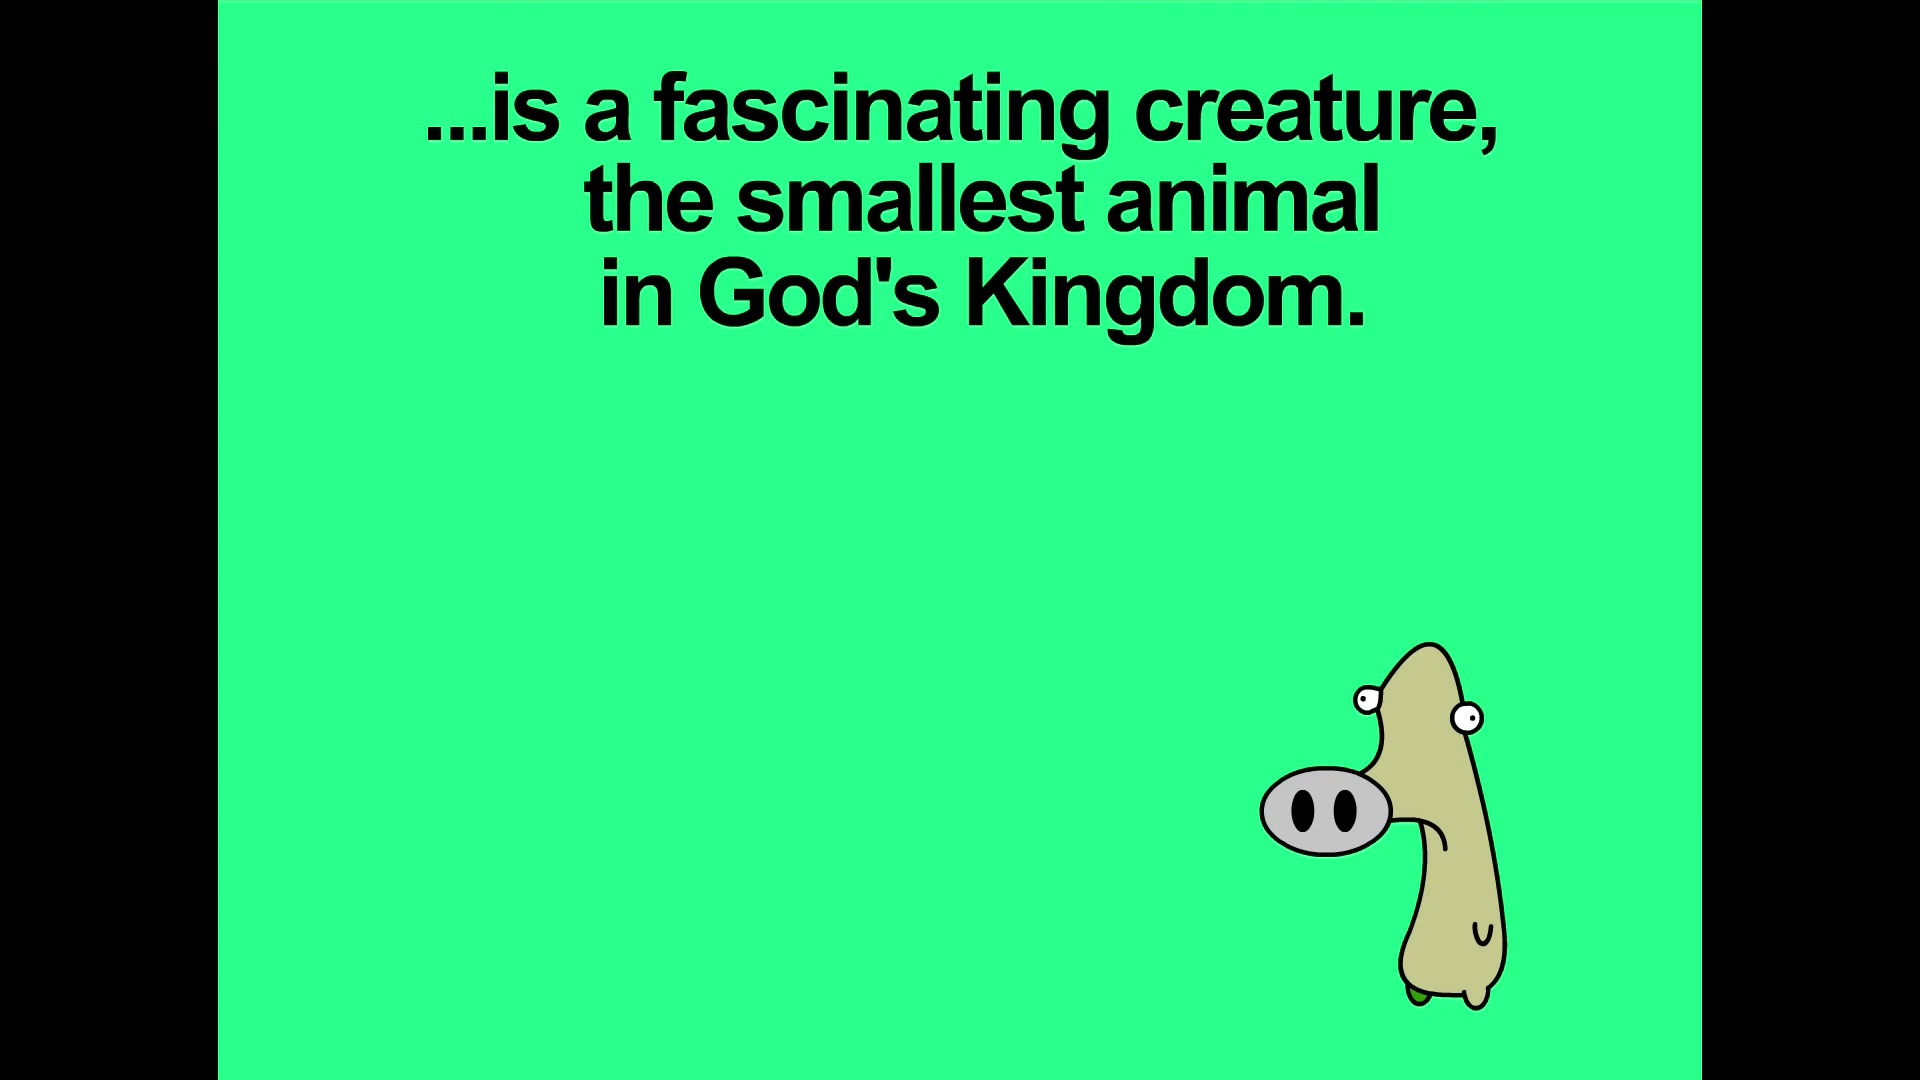 ...is a fascinating creature,
the smallest animal
in God's Kingdom.